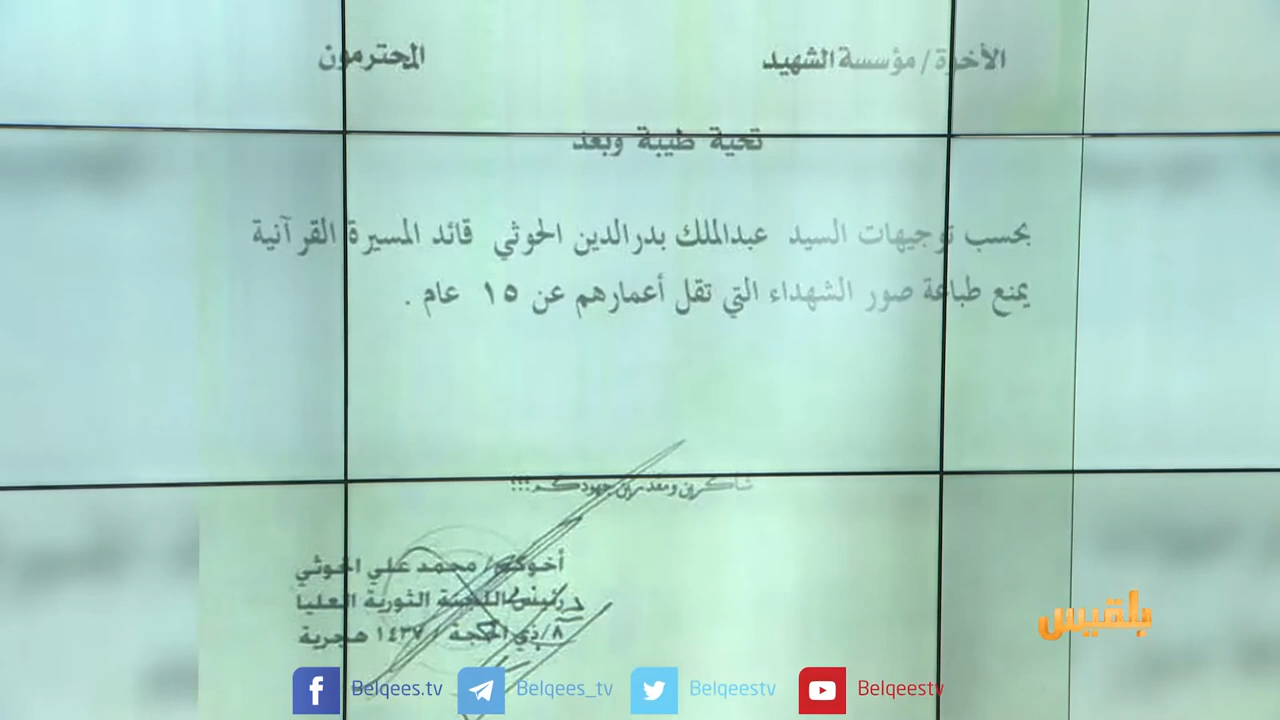 الأخرة/مؤسسة الشهيد المحترمون
تحية طيبة وبعد
بحسب توجيهات السيد عبدالملك بدرالدين الحوثي قائد المسيرة القرآنية
يمنع طباعة صور الشهداء التي تقل أعمارهم عن ١٥ عام .
شاكرين ومقدرين جهودكم!!!
أخوكم/ محمد علي الحوثي
رئيس اللجنة الثورية العليا
٨/ذي الحجة / ١٤٣٧ هجرية
بلقيس
Belqees.tv Belqees_tv Belqeestv Belqeestv